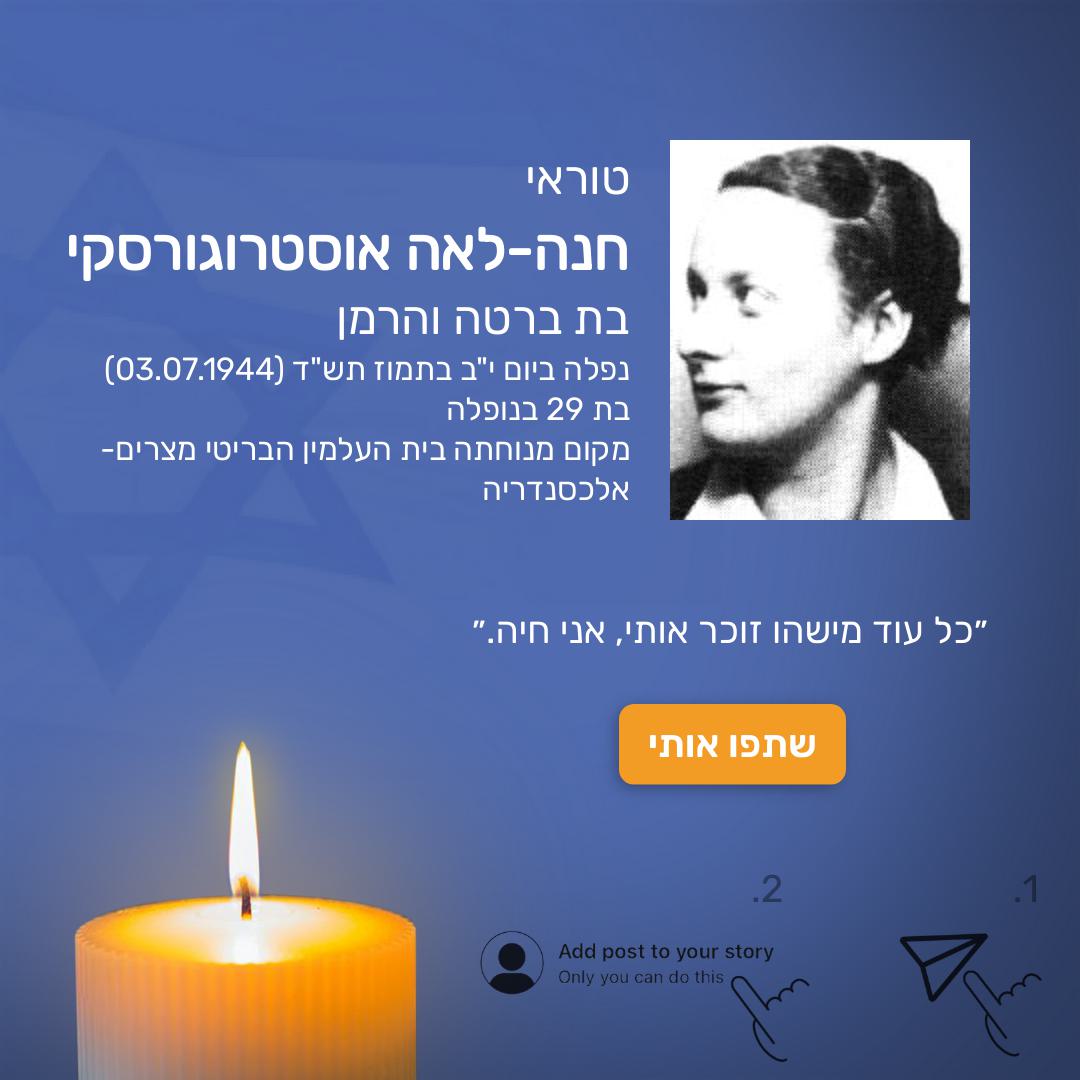 טוראי
חנה-לאה אוסטרוגורסקי
בת ברטה והרמן
נפלה ביום י"ב בתמוז תש"ד (03.07.1944)
בת 29 בנופלה
מקום מנוחתה בית העלמין הבריטי מצרים-
אלכסנדריה
"כל עוד מישהו זוכר אותי, אני חיה."
שתפו אותי
.1
.2
Add post to your story
Only you can do this